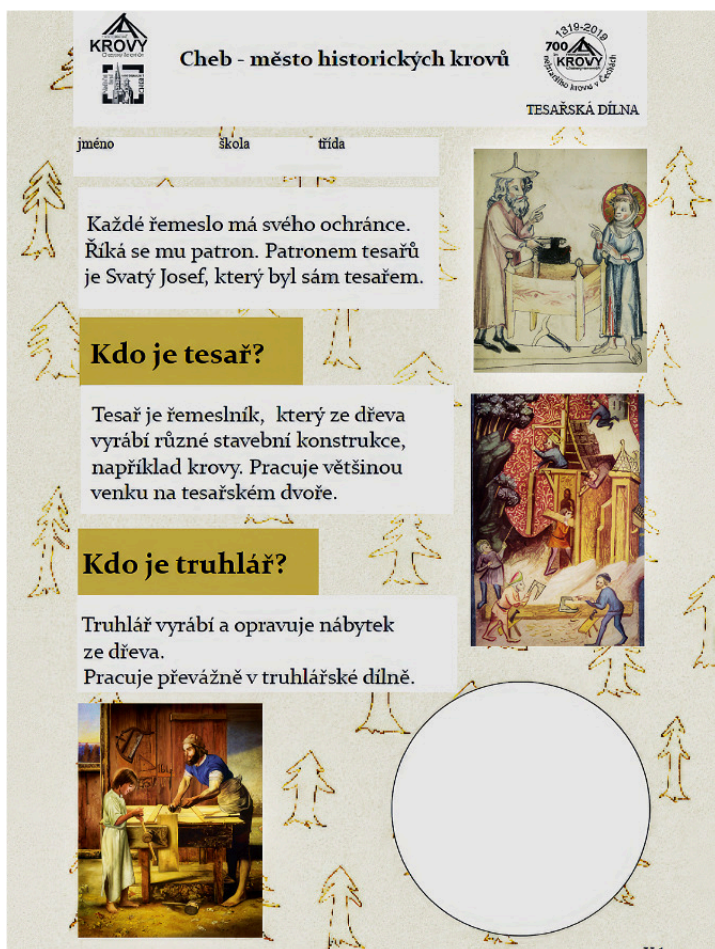 KROVY
Cheb - město historických krovů
1319-2019
700
KROVY
nejstaršího krovu v Čechách
TESAŘSKÁ DÍLNA
jméno škola třída
Každé řemeslo má svého ochránce.
Říká se mu patron. Patronem tesařů
je Svatý Josef, který byl sám tesařem.
Kdo je tesař?
Tesař je řemeslník, který ze dřeva
vyrábí různé stavební konstrukce,
například krovy. Pracuje většinou
venku na tesařském dvoře.
Kdo je truhlář?
Truhlář vyrábí a opravuje nábytek
ze dřeva.
Pracuje převážně v truhlářské dílně.